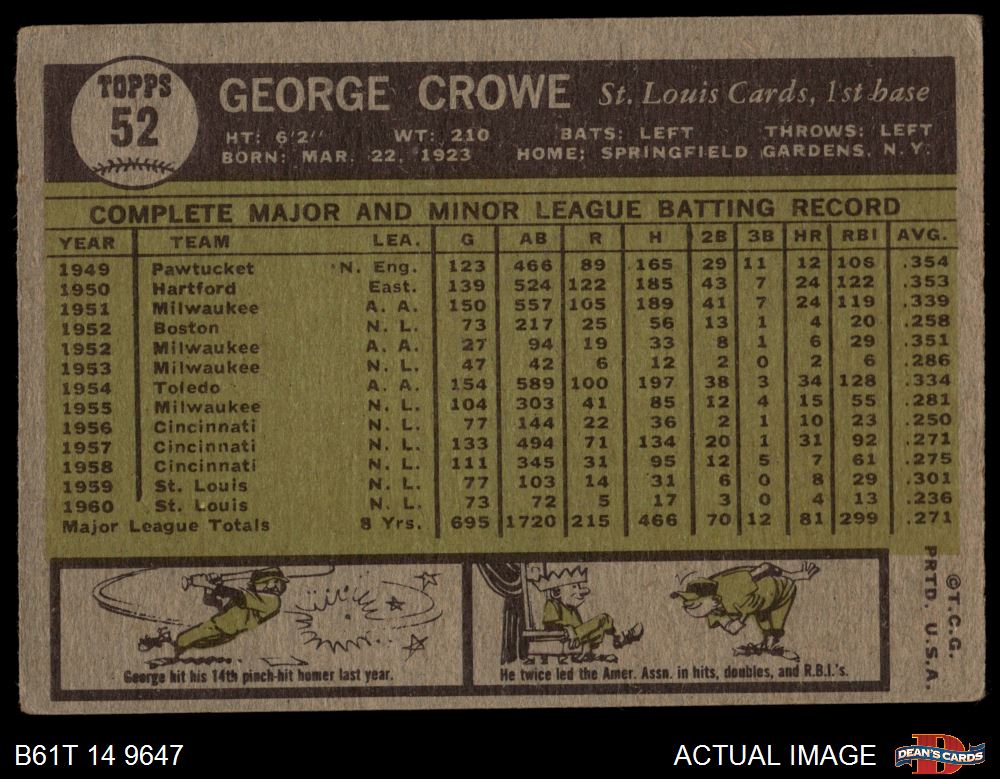 TOPPS
52
GEORGE CROWE St. Louis Cards, 1st base
HT: 6'2" WT: 210 BATS: LEFT THROWS: LEFT
BORN: MAR. 22, 1923 HOME: SPRINGFIELD GARDENS, N. Y.
COMPLETE MAJOR AND MINOR LEAGUE BATTING RECORD
YEAR TEAM LEA. G AB R H 2B 3B HR RBI AVG.
1949 Pawtucket N. Eng. 123 466 89 165 29 11 12 106 .354
1950 Hartford East. 139 524 122 185 43 7 24 122 .353
1951 Milwaukee A. A. 150 557 105 189 41 7 24 119 .339
1952 Boston N. L. 73 217 25 56 13 1 4 20 .258
1952 Milwaukee A. A. 27 94 19 33 8 1 6 29 .351
1953 Milwaukee N. L. 47 42 6 12 2 0 2 6 .286
1954 Toledo A. A. 154 589 100 197 38 3 34 128 .334
1955 Milwaukee N. L. 104 303 41 85 12 4 15 55 .281
1956 Cincinnati N. L. 77 144 22 36 2 1 10 23 .250
1957 Cincinnati N. L. 133 494 71 134 20 1 31 92 .271
1958 Cincinnati N. L. 111 345 31 95 12 5 7 61 .275
1959 St. Louis N. L. 77 103 14 31 6 0 8 29 .301
1960 St. Louis N. L. 73 72 5 17 3 0 4 13 .236
Major League Totals 8 Yrs. 695 1720 215 466 70 12 81 299 .271
George hit his 14th pinch-hit homer last year.
He twice led the Amer. Assn. in hits, doubles, and R.B.I.'s.
©T.C.G.
PRTD. U.S.A.
B61T 14 9647
ACTUAL IMAGE
DEAN'S CARDS